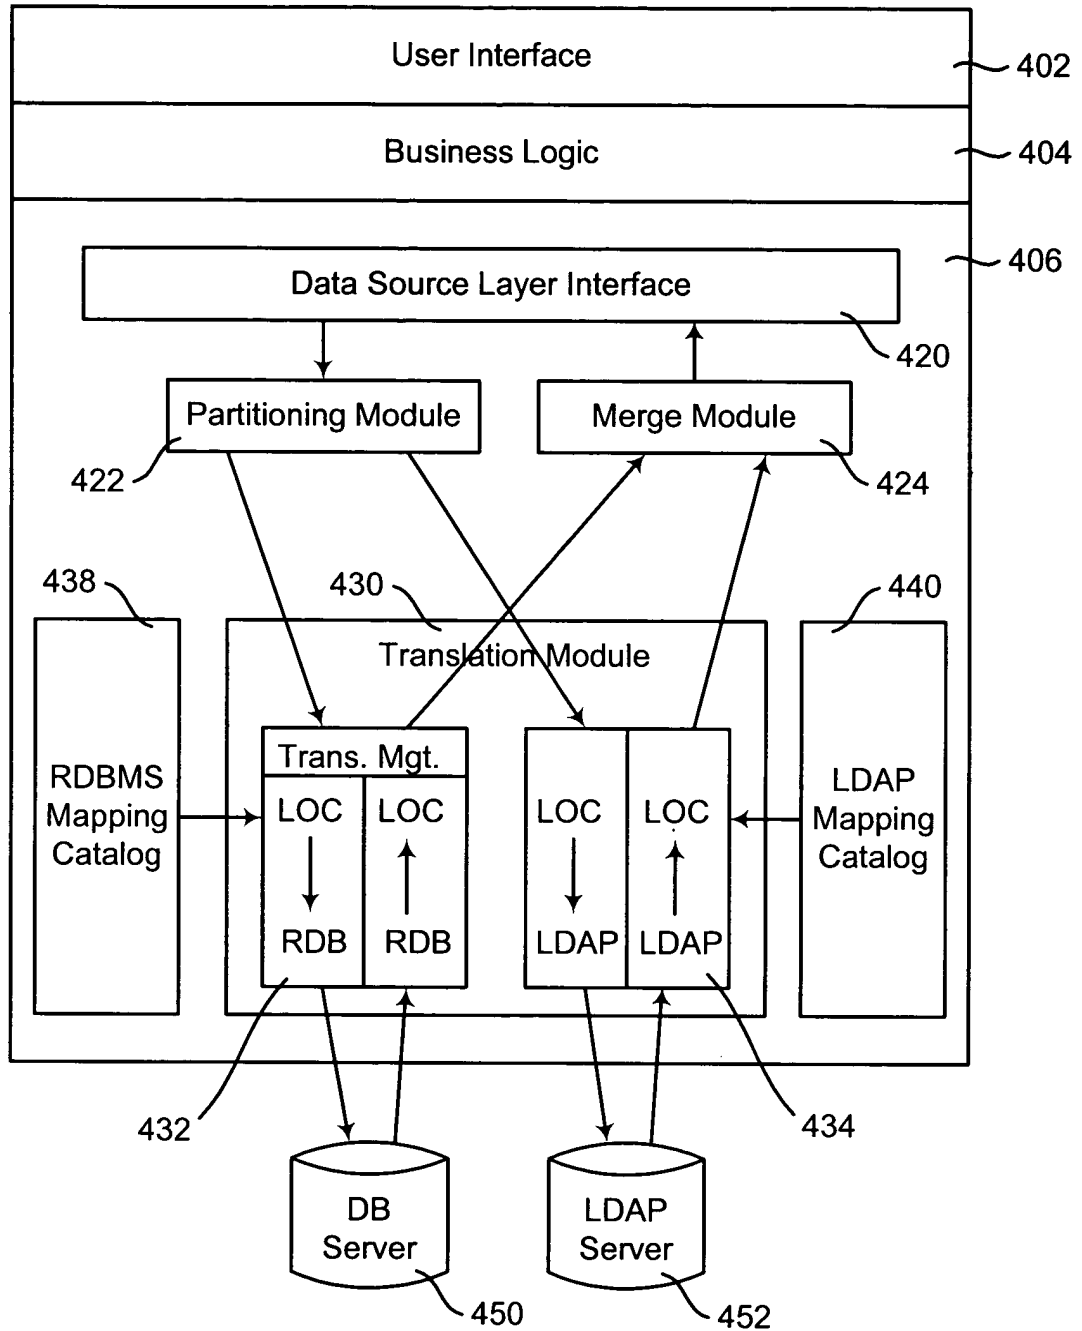 User Interface
402
Business Logic
404
406
Data Source Layer Interface
420
Partitioning Module
422
Merge Module
424
438
430
440
Translation Module
RDBMS
Mapping
Catalog
Trans. Mgt.
LOC
RDB
LOC
RDB
LOC
LDAP
LOC
LDAP
LDAP
Mapping
Catalog
432
434
DB
Server
450
LDAP
Server
452